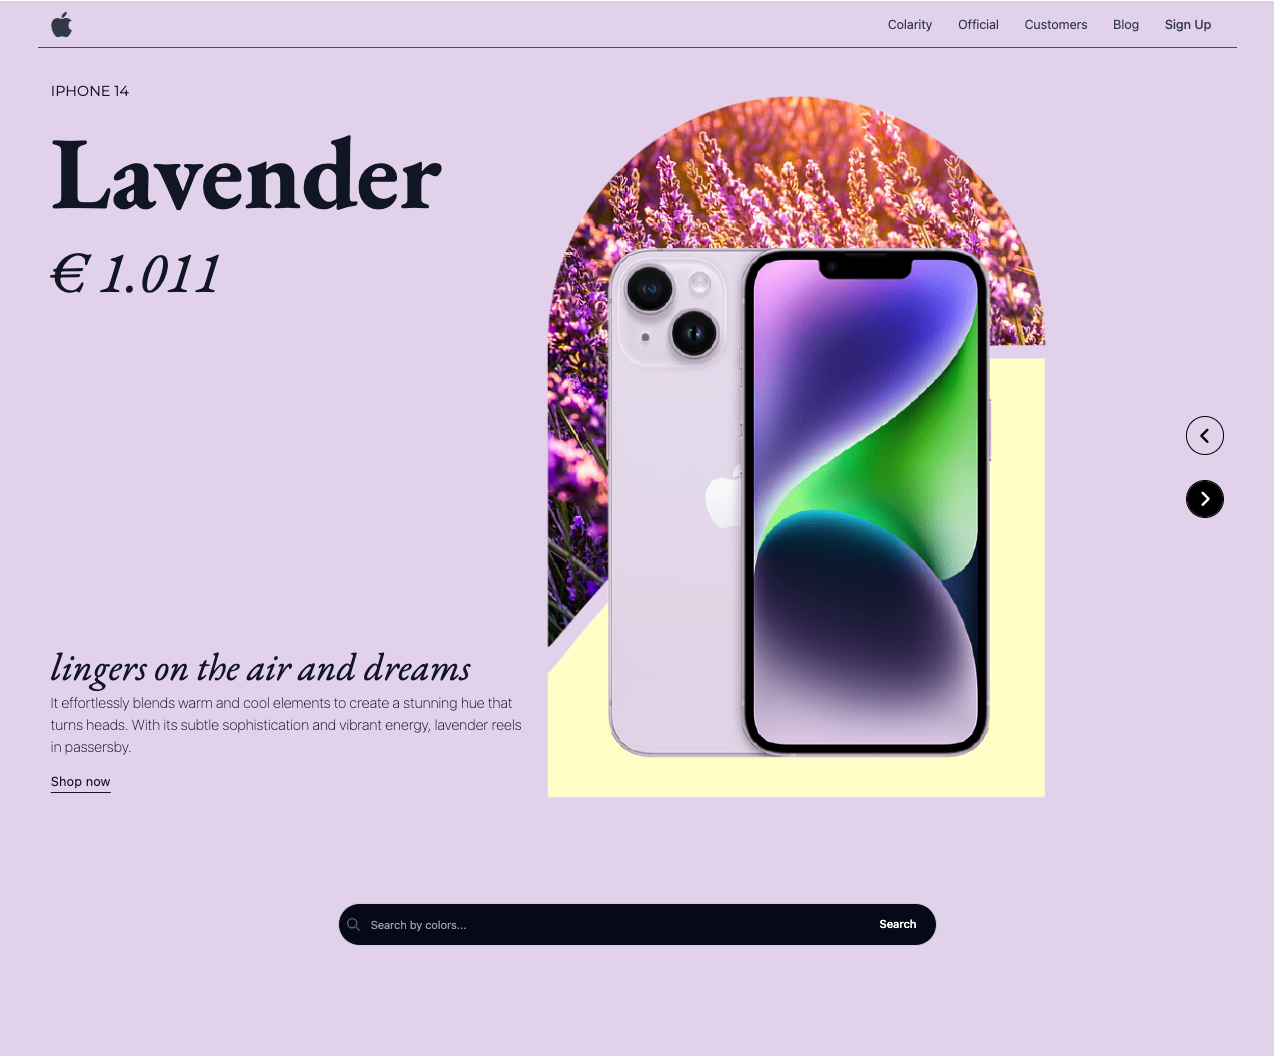 Colarity Official Customers Blog Sign Up
IPHONE 14
Lavender
€ 1.011
lingers on the air and dreams
It effortlessly blends warm and cool elements to create a stunning hue that
turns heads. With its subtle sophistication and vibrant energy, lavender reels
in passersby.
Shop now
Search by colors... Search